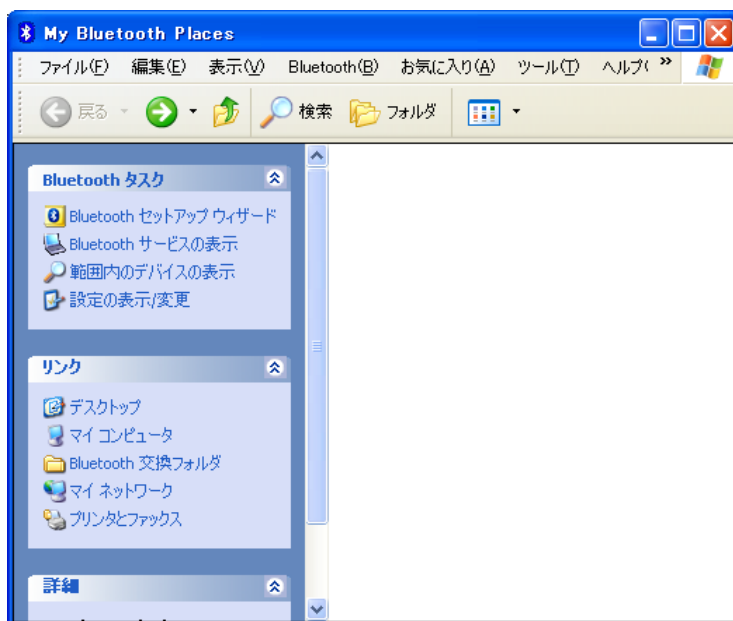 My Bluetooth Places
ファイル(F) 編集(E) 表示(V) Bluetooth(B) お気に入り(A) ツール(T) ヘルプ( »
戻る 検索 フォルダ
Bluetooth タスク
Bluetooth セットアップ ウィザード
Bluetooth サービスの表示
範囲内のデバイスの表示
設定の表示/変更
リンク
デスクトップ
マイ コンピュータ
Bluetooth 交換フォルダ
マイ ネットワーク
プリンタとファックス
詳細